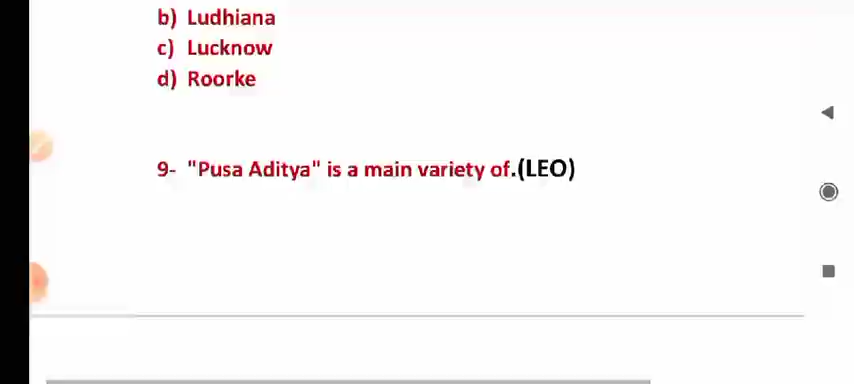 b) Ludhiana
c) Lucknow
d) Roorke
9- "Pusa Aditya" is a main variety of.(LEO)